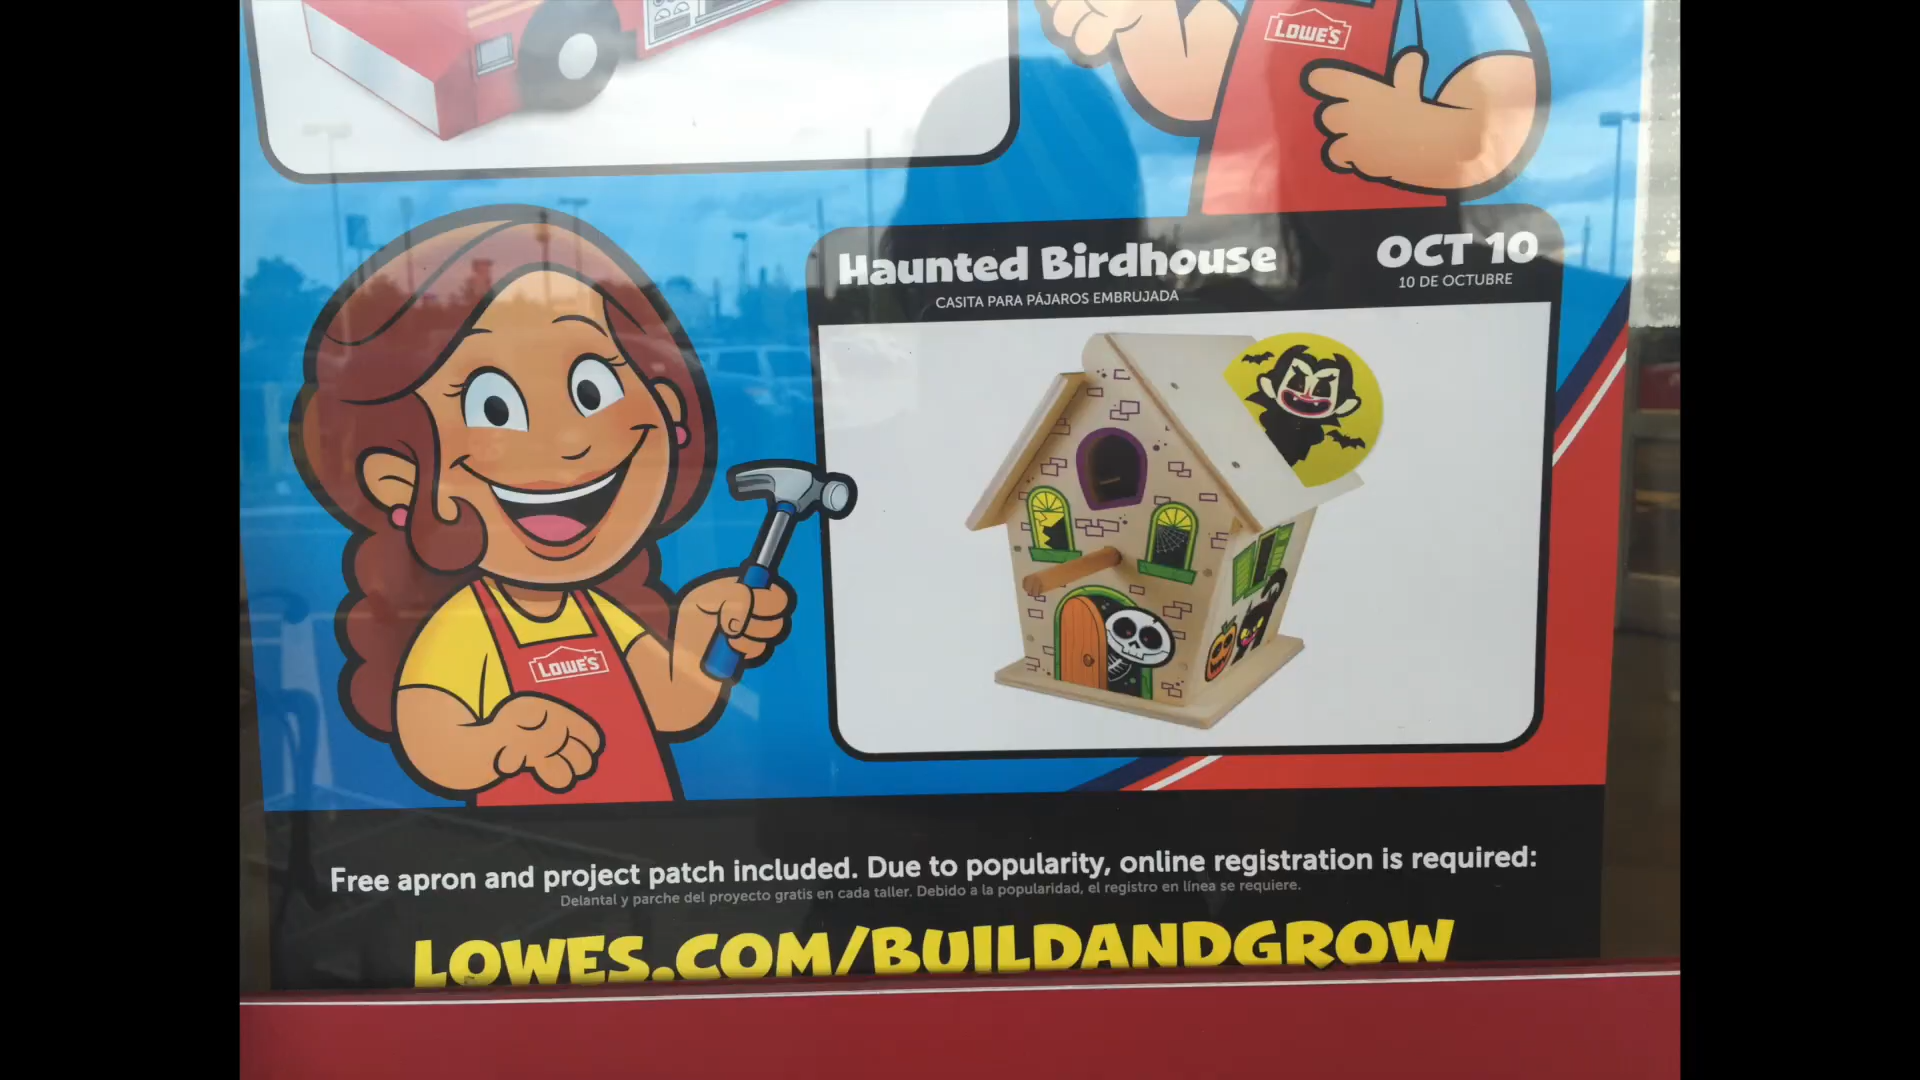 LOWE'S
Haunted Birdhouse
CASITA PARA PÁJAROS EMBRUJADA
OCT 10
10 DE OCTUBRE
LOWE'S
Free apron and project patch included. Due to popularity, online registration is required:
Delantal y parche del proyecto gratis en cada taller. Debido a la popularidad, el registro en línea se requiere.
LOWES.COM/BUILDANDGROW